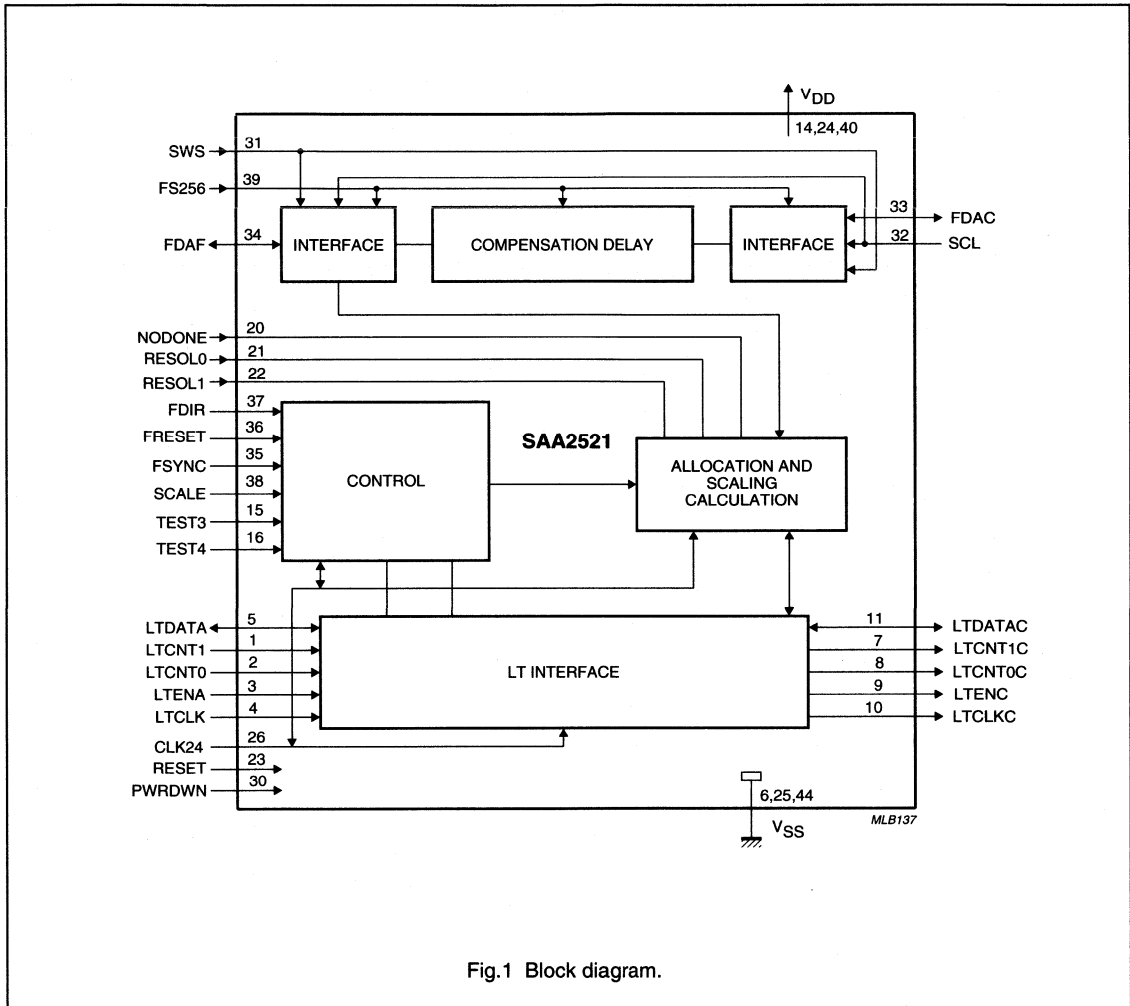 VDD
14,24,40
SWS 31
FS256 39
FDAF 34
INTERFACE
COMPENSATION DELAY
INTERFACE
33 FDAC
32 SCL
NODONE 20
RESOL0 21
RESOL1 22
FDIR 37
FRESET 36
FSYNC 35
SCALE 38
TEST3 15
TEST4 16
CONTROL
SAA2521
ALLOCATION AND
SCALING
CALCULATION
LTDATA 5
LTCNT1 1
LTCNT0 2
LTENA 3
LTCLK 4
LT INTERFACE
11 LTDATAC
7 LTCNT1C
8 LTCNT0C
9 LTENC
10 LTCLKC
CLK24 26
RESET 23
PWRDWN 30
6,25,44
VSS
MLB137
Fig.1 Block diagram.